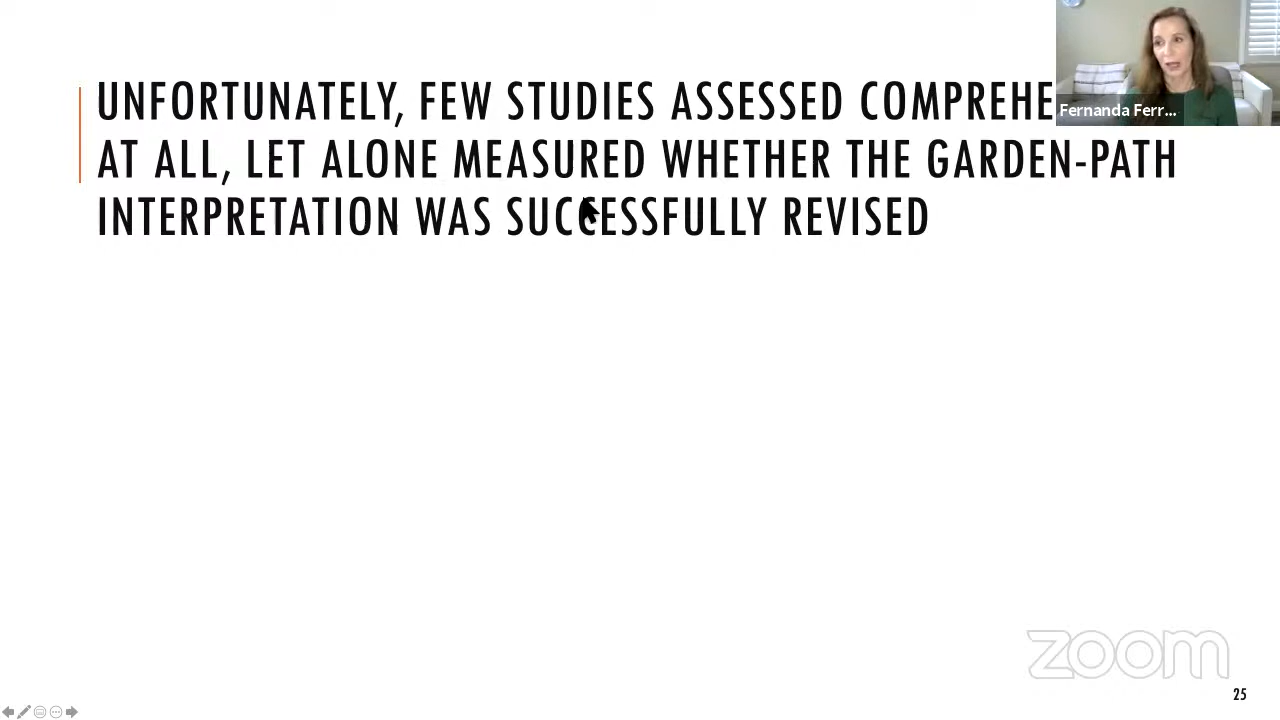 UNFORTUNATELY, FEW STUDIES ASSESSED COMPREHE
AT ALL, LET ALONE MEASURED WHETHER THE GARDEN-PATH
INTERPRETATION WAS SUCCESSFULLY REVISED
Fernanda Ferr...
zoom
25